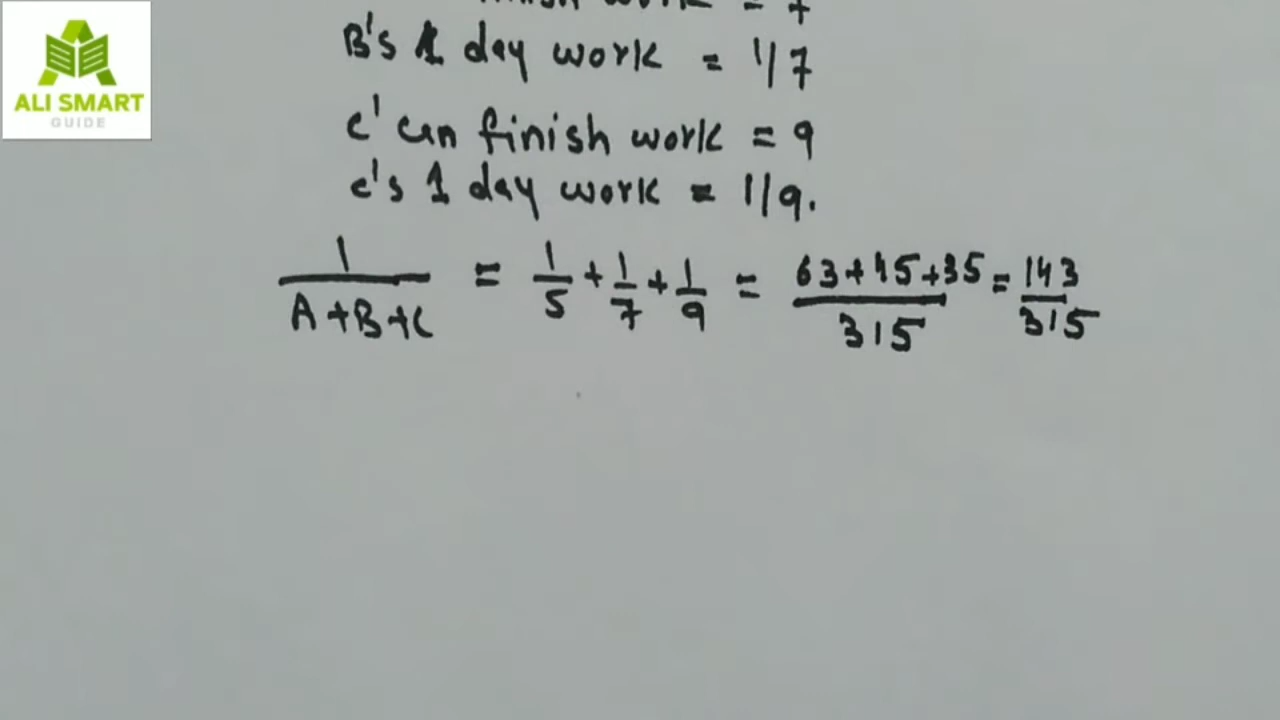 ALI SMART
GUIDE
B's 1 day work = 1/7
c' can finish work = 9
c's 1 day work = 1/9.
1/A+B+C = 1/5 + 1/7 + 1/9 = 63+45+35/315 = 143/315